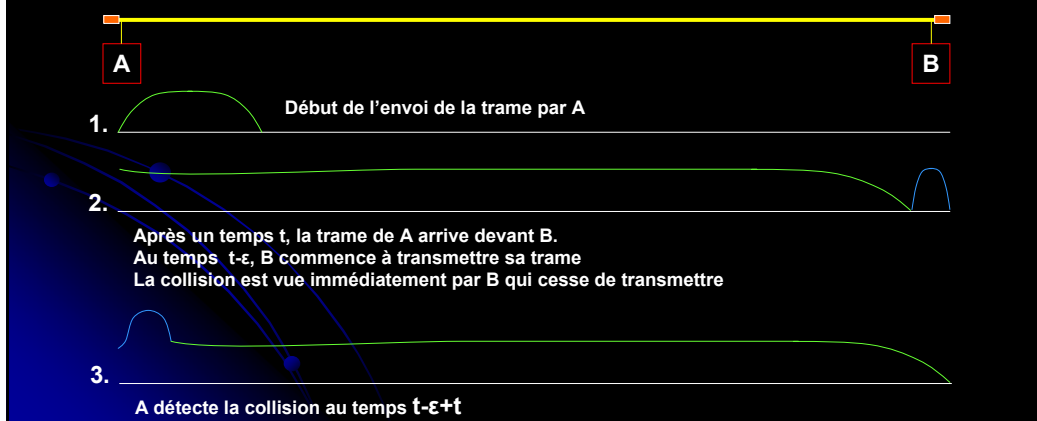 A
B
Début de l'envoi de la trame par A
1.
2.
Après un temps t, la trame de A arrive devant B.
Au temps t-ε, B commence à transmettre sa trame
La collision est vue immédiatement par B qui cesse de transmettre
3.
A détecte la collision au temps t-ε+t